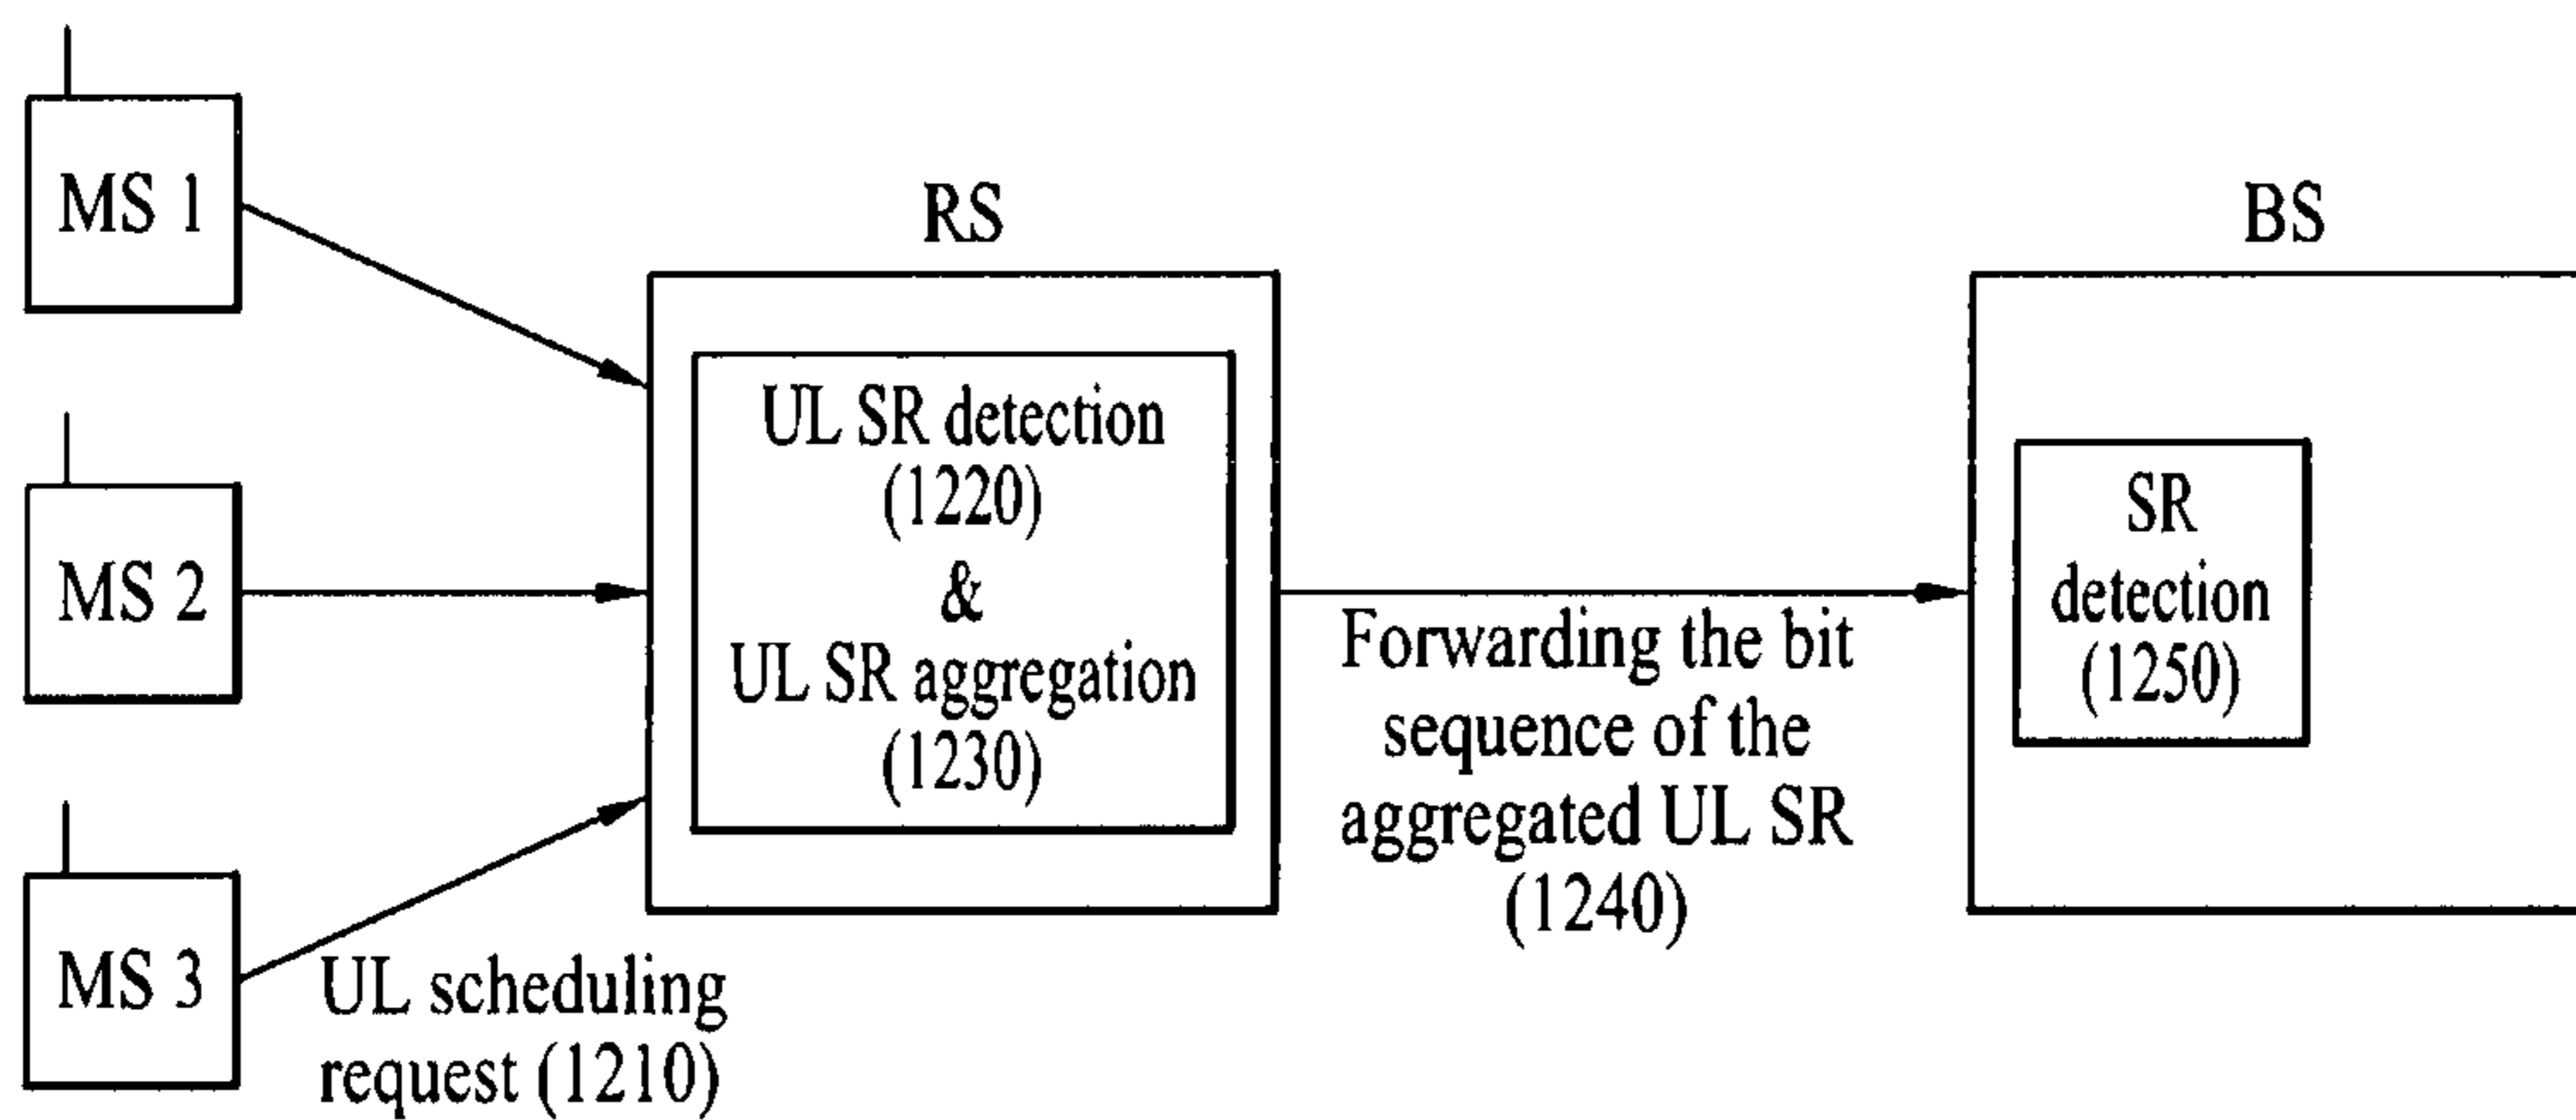 MS 1
MS 2
MS 3
UL scheduling
request (1210)
RS
UL SR detection
(1220)
&
UL SR aggregation
(1230)
Forwarding the bit
sequence of the
aggregated UL SR
(1240)
BS
SR
detection
(1250)